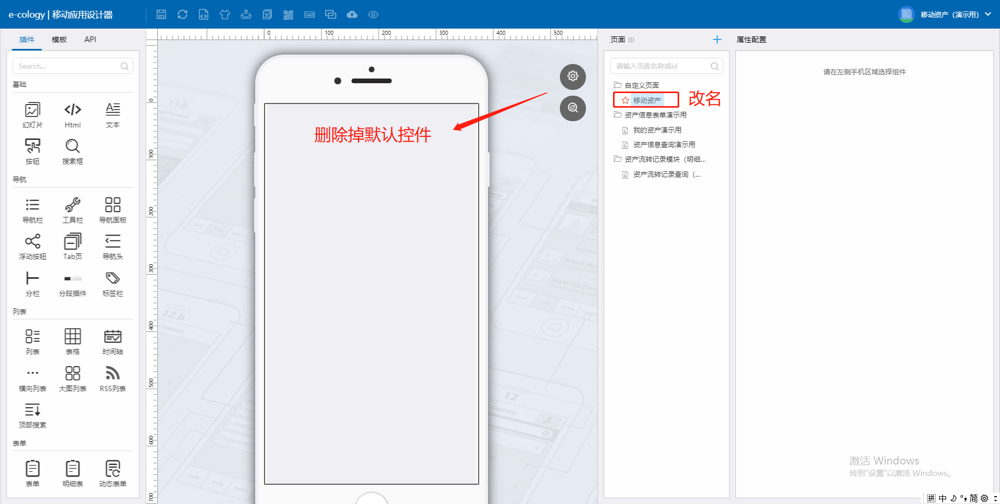 e-cology | 移动应用设计器
移动资产（演示用）
插件 模板 API
Search...
基础
幻灯片 Html 文本
按钮 搜索框
导航
导航栏 工具栏 导航面板
浮动按钮 Tab页 导航头
分栏 分段插件 标签栏
列表
列表 表格 时间轴
横向列表 大图列表 RSS列表
顶部搜索
表单
表单 明细表 动态表单
0 100 200 300 400 500
0
100
200
300
400
500
600
700
删除掉默认控件
页面 ID
请输入页面名称或id
自定义页面
移动资产
改名
资产信息表单演示用
我的资产演示用
资产信息查询演示用
资产流转记录模块（明细...
资产流转记录查询（...
属性配置
请在左侧手机区域选择组件
12.b
12
Contacts
Group Me
Wake Up Star
激活 Windows
转到“设置”以激活 Windows。
拼 中 简